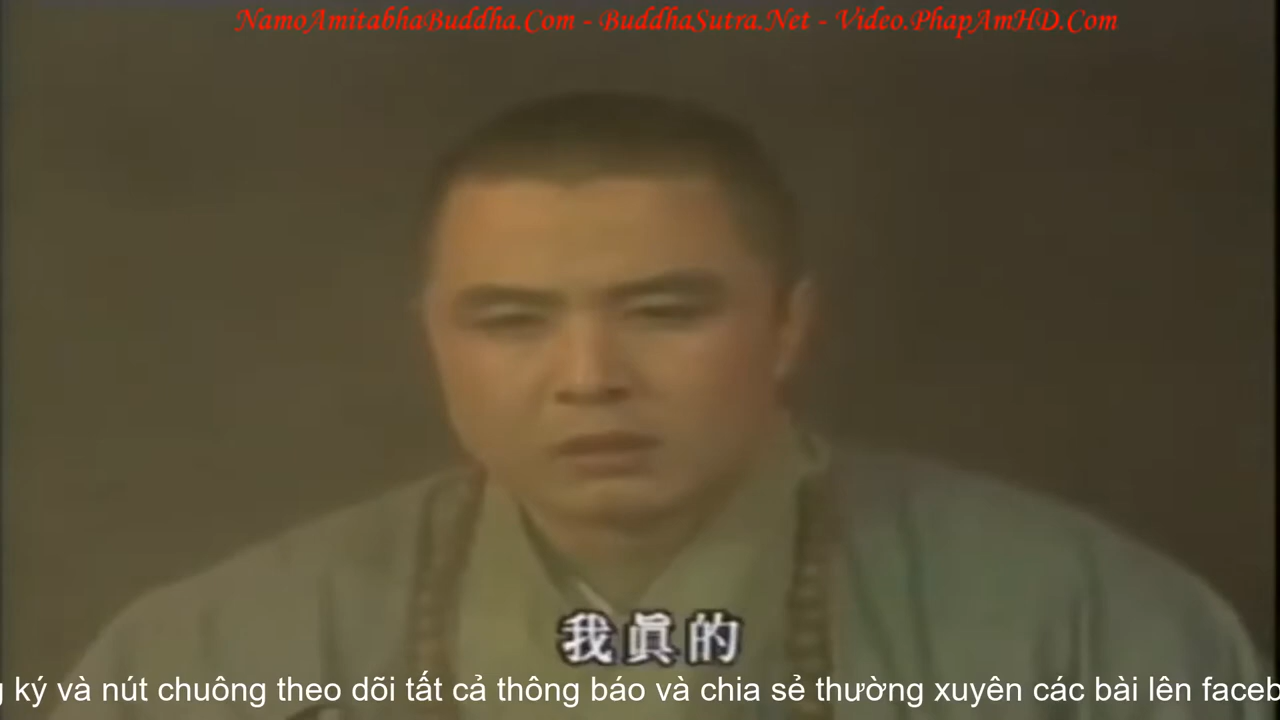 NamoAmitabhaBuddha.Com - BuddhaSutra.Net - Video.PhapAmHD.Com
我眞的
ký và nút chuông theo dõi tất cả thông báo và chia sẻ thường xuyên các bài lên